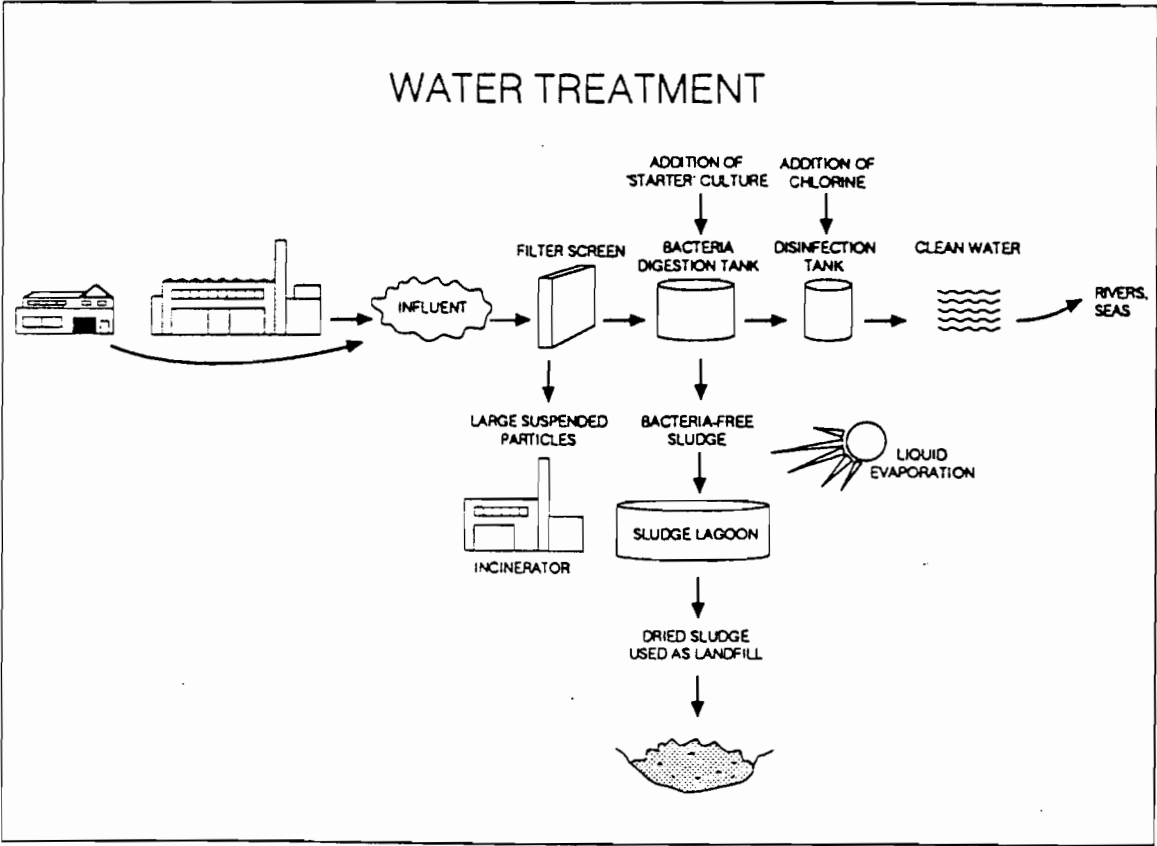 WATER TREATMENT
ADDITION OF
'STARTER' CULTURE
ADDITION OF
CHLORINE
FILTER SCREEN
BACTERIA
DIGESTION TANK
DISINFECTION
TANK
CLEAN WATER
INFLUENT
RIVERS,
SEAS
LARGE SUSPENDED
PARTICLES
BACTERIA-FREE
SLUDGE
LIQUID
EVAPORATION
SLUDGE LAGOON
INCINERATOR
DRIED SLUDGE
USED AS LANDFILL